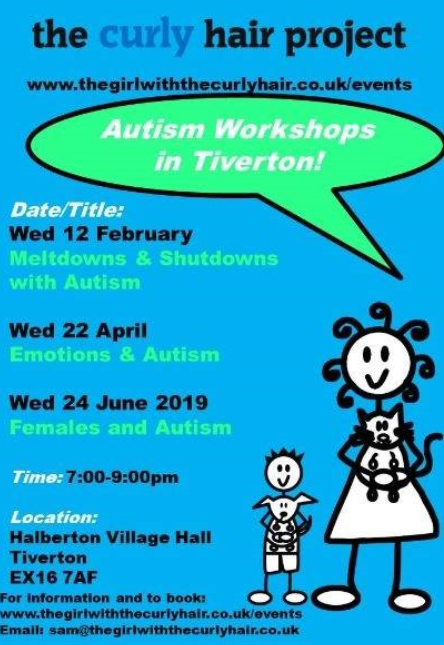 the curly hair project
www.thegirlwiththecurlyhair.co.uk/events
Autism Workshops
in Tiverton!
Date/Title:
Wed 12 February
Meltdowns & Shutdowns
with Autism
Wed 22 April
Emotions & Autism
Wed 24 June 2019
Females and Autism
Time: 7:00-9:00pm
Location:
Halberton Village Hall
Tiverton
EX16 7AF
For information and to book:
www.thegirlwiththecurlyhair.co.uk/events
Email: sam@thegirlwiththecurlyhair.co.uk